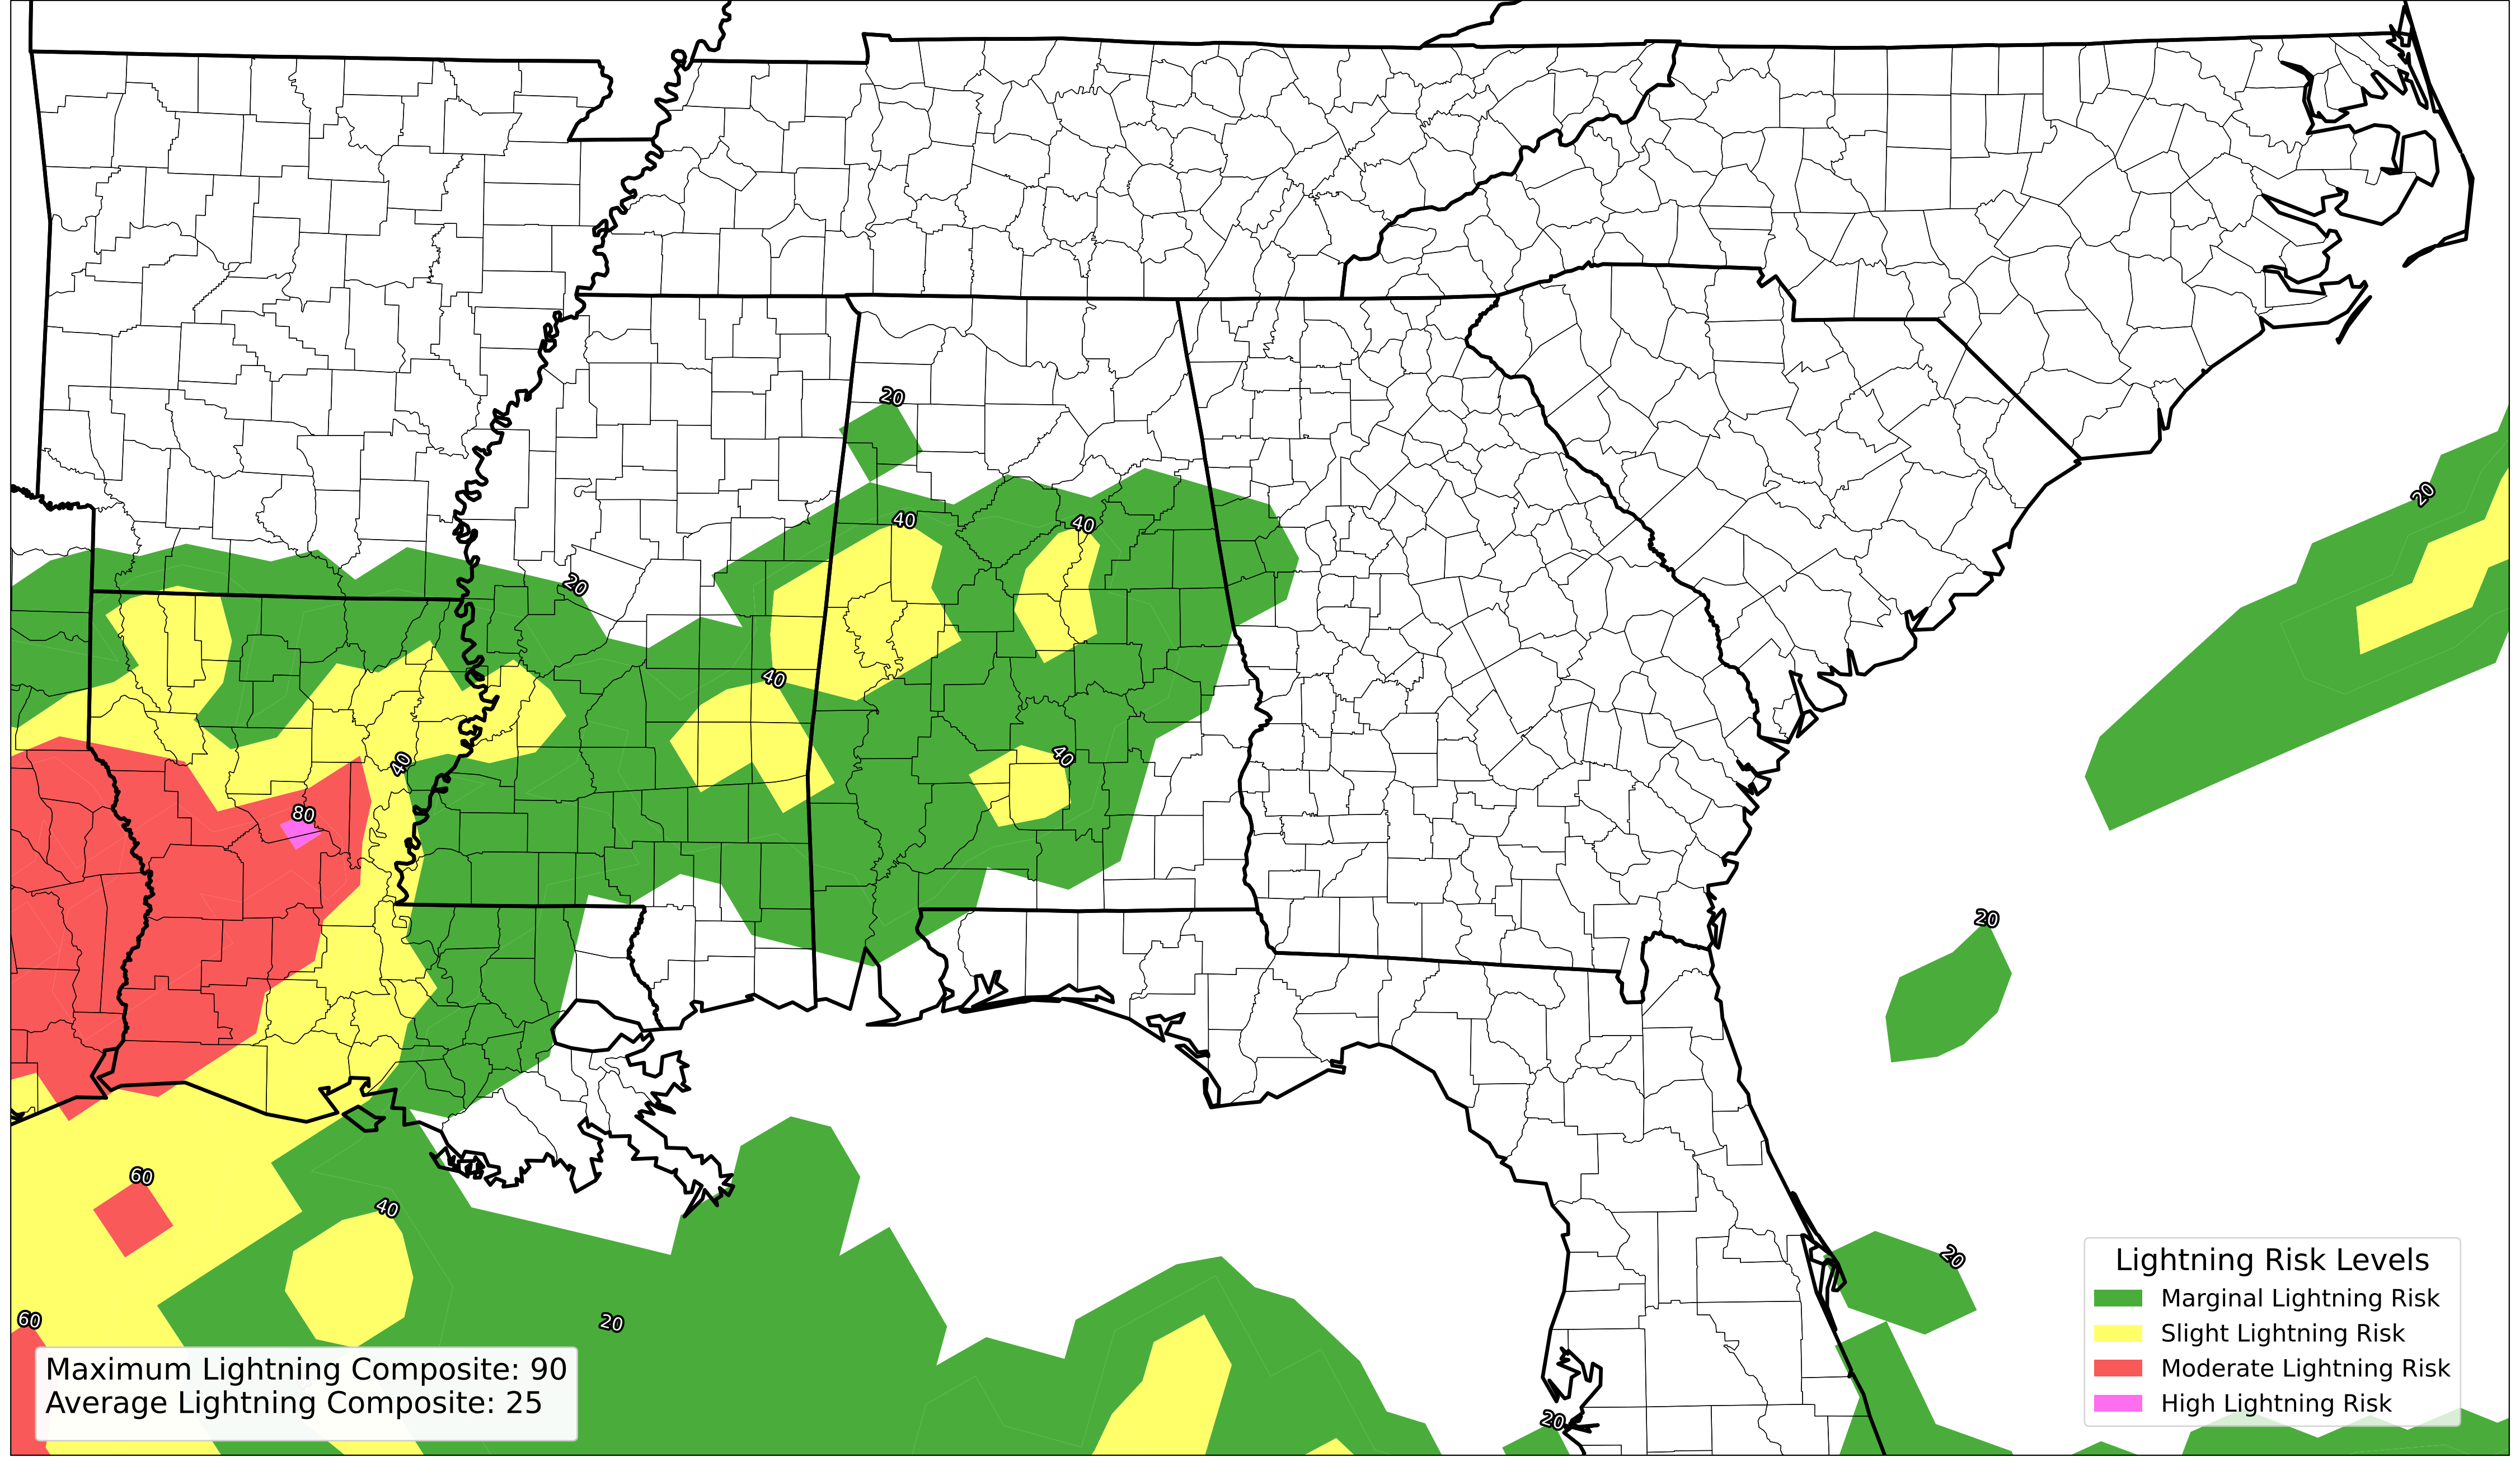 20
40
40
20
20
40
40
40
80
20
60
40
20
60
20
20
Maximum Lightning Composite: 90
Average Lightning Composite: 25
Lightning Risk Levels
Marginal Lightning Risk
Slight Lightning Risk
Moderate Lightning Risk
High Lightning Risk